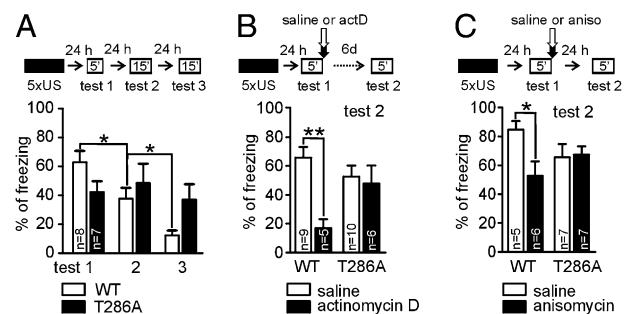 A
24 h 24 h 24 h
5' 15' 15'
5xUS test 1 test 2 test 3
100
80
60
40
20
0
% of freezing
* *
n=8 n=7
test 1 2 3
WT
T286A
B
saline or actD
24 h 6d
5' 5'
5xUS test 1 test 2
test 2
100
80
60
40
20
0
% of freezing
**
n=9 n=5 n=10 n=6
WT T286A
saline
actinomycin D
C
saline or aniso
24 h 24 h
5' 5'
5xUS test 1 test 2
test 2
100
80
60
40
20
0
% of freezing
*
n=5 n=6 n=7 n=7
WT T286A
saline
anisomycin